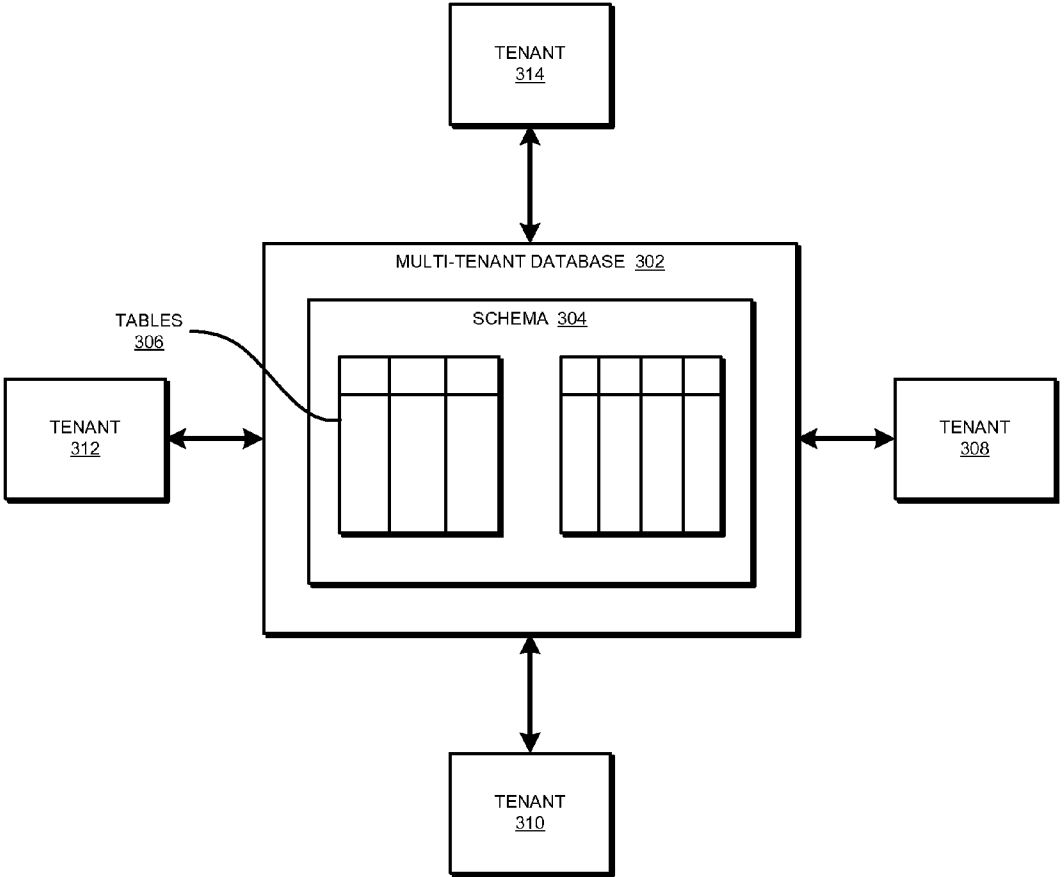 TENANT
314
MULTI-TENANT DATABASE 302
SCHEMA 304
TABLES
306
TENANT
312
TENANT
308
TENANT
310